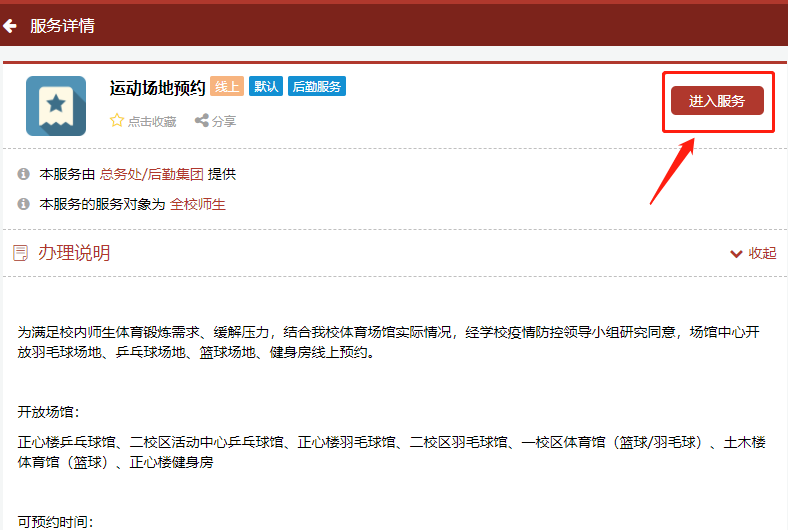 服务详情
运动场地预约 线上 默认 后勤服务
进入服务
点击收藏 分享
本服务由 总务处/后勤集团 提供
本服务的服务对象为 全校师生
办理说明
收起
为满足校内师生体育锻炼需求、缓解压力，结合我校体育场馆实际情况，经学校疫情防控领导小组研究同意，场馆中心开
放羽毛球场地、乒乓球场地、篮球场地、健身房线上预约。
开放场馆：
正心楼乒乓球馆、二校区活动中心乒乓球馆、正心楼羽毛球馆、二校区羽毛球馆、一校区体育馆（篮球/羽毛球）、土木楼
体育馆（篮球）、正心楼健身房
可预约时间：